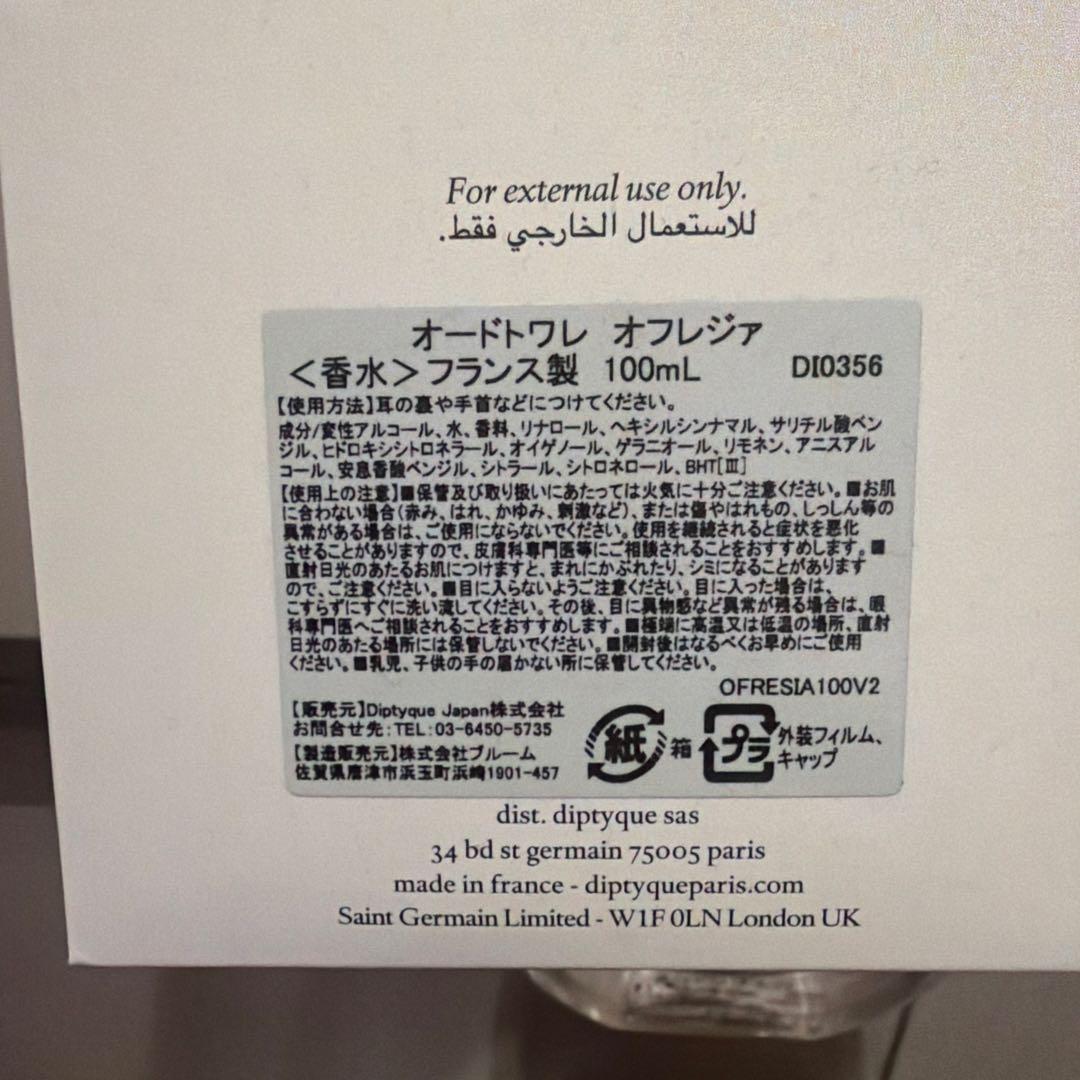 For external use only.
للاستعمال الخارجي فقط.
オードトワレ オフレジァ
＜香水＞フランス製 100mL DI0356
【使用方法】耳の裏や手首などにつけてください。
成分/変性アルコール、水、香料、リナロール、ヘキシルシンナマル、サリチル酸ベン
ジル、ヒドロキシシトロネラール、オイゲノール、ゲラニオール、リモネン、アニスアル
コール、安息香酸ベンジル、シトラール、シトロネロール、BHT[Ⅲ]
【使用上の注意】■保管及び取り扱いにあたっては火気に十分ご注意ください。■お肌
に合わない場合(赤み、はれ、かゆみ、刺激など)、または傷やはれもの、しっしん等の
異常がある場合は、ご使用にならないでください。使用を継続されると症状を悪化
させることがありますので、皮膚科専門医等にご相談されることをおすすめします。■
直射日光のあたるお肌につけますと、まれにかぶれたり、シミになることがあります
ので、ご注意ください。■目に入らないようご注意ください。目に入った場合は、
こすらずにすぐに洗い流してください。その後、目に異物感など異常が残る場合は、眼
科専門医へご相談されることをおすすめします。■極端に高温又は低温の場所、直射
日光のあたる場所には保管しないでください。■開封後はなるべくお早めにご使用
ください。■乳児、子供の手の届かない所に保管してください。
OFRESIA100V2
【販売元】Diptyque Japan株式会社
お問合せ先：TEL：03-6450-5735
【製造販売元】株式会社ブルーム
佐賀県唐津市浜玉町浜崎1901-457
紙 箱
プラ 外装フィルム、
キャップ
dist. diptyque sas
34 bd st germain 75005 paris
made in france - diptyqueparis.com
Saint Germain Limited - W1F 0LN London UK